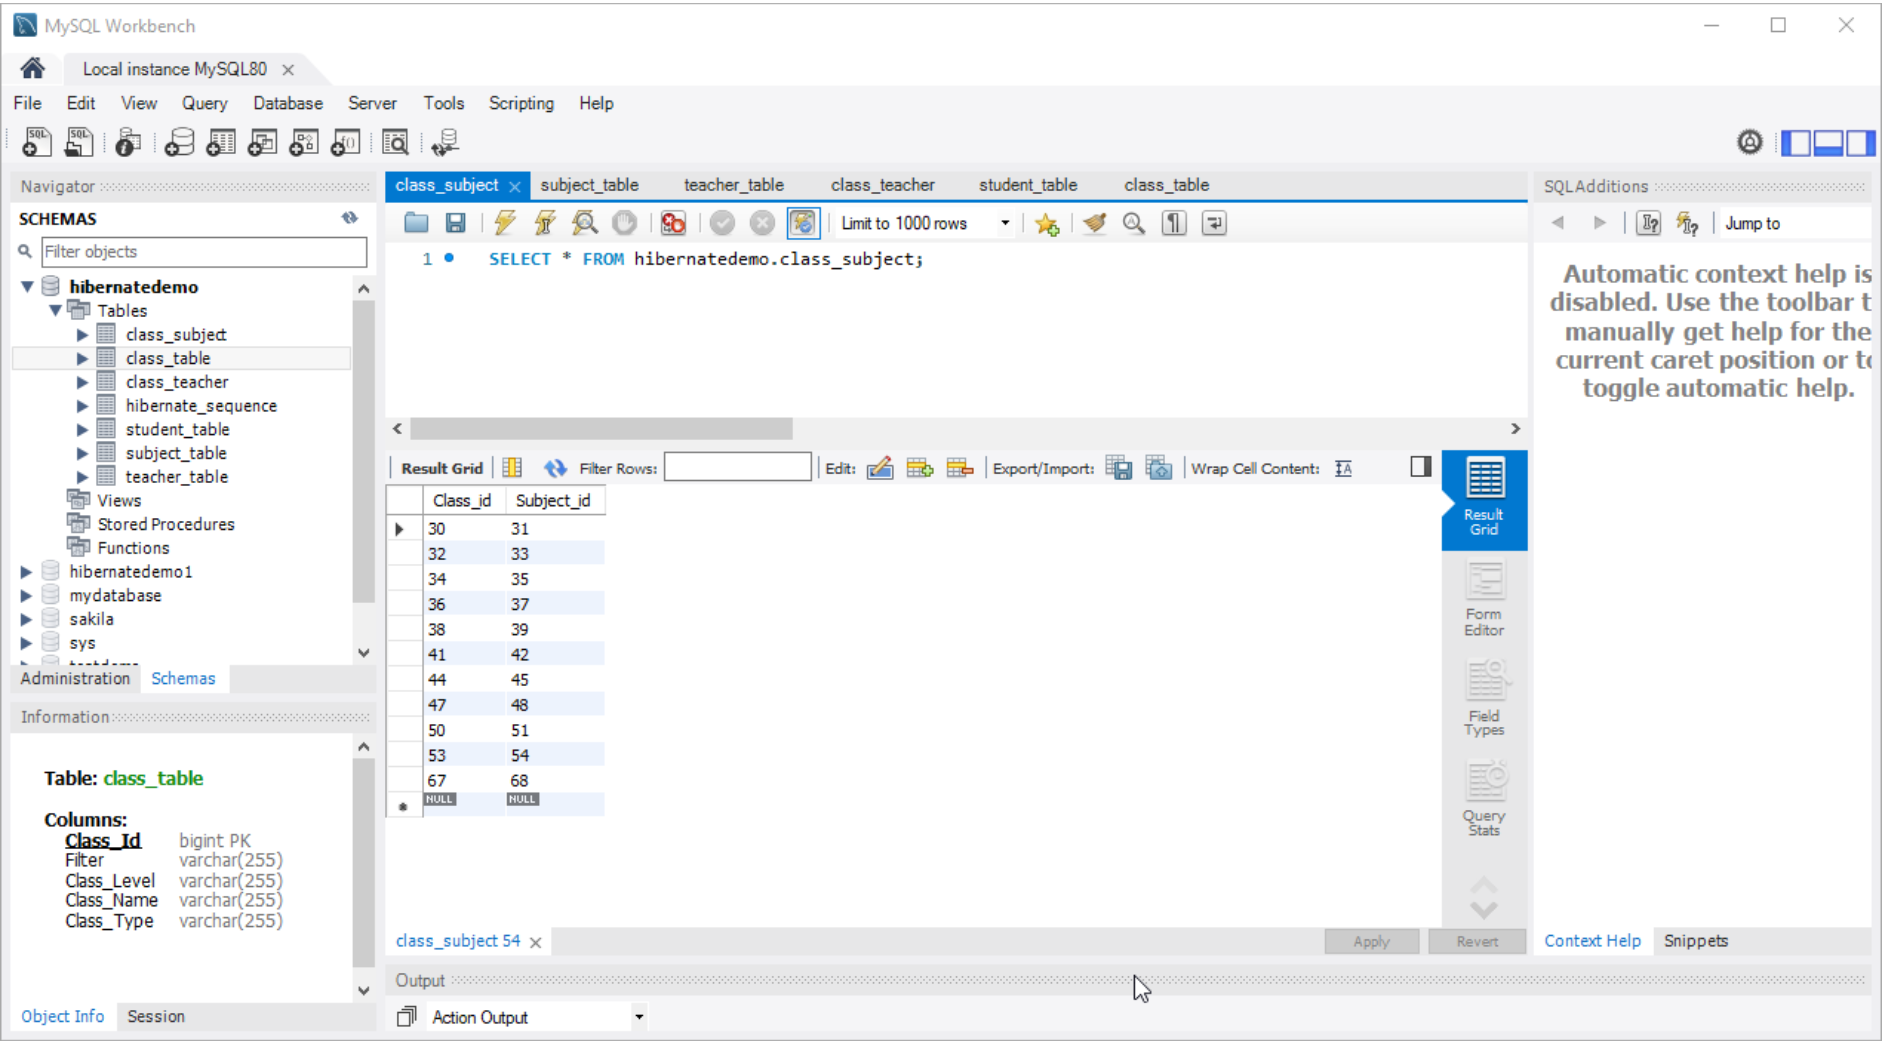 MySQL Workbench
Local instance MySQL80
File Edit View Query Database Server Tools Scripting Help
Navigator
SCHEMAS
Filter objects
hibernatedemo
Tables
class_subject
class_table
class_teacher
hibernate_sequence
student_table
subject_table
teacher_table
Views
Stored Procedures
Functions
hibernatedemo1
mydatabase
sakila
sys
Administration Schemas
Information
Table: class_table
Columns:
Class_Id bigint PK
Filter varchar(255)
Class_Level varchar(255)
Class_Name varchar(255)
Class_Type varchar(255)
Object Info Session
class_subject subject_table teacher_table class_teacher student_table class_table
Limit to 1000 rows
1 SELECT * FROM hibernatedemo.class_subject;
Result Grid Filter Rows: Edit: Export/Import: Wrap Cell Content:
Class_id Subject_id
30 31
32 33
34 35
36 37
38 39
41 42
44 45
47 48
50 51
53 54
67 68
NULL NULL
Result
Grid
Form
Editor
Field
Types
Query
Stats
class_subject 54
Apply Revert
Output
Action Output
SQLAdditions
Jump to
Automatic context help is
disabled. Use the toolbar t
manually get help for the
current caret position or to
toggle automatic help.
Context Help Snippets